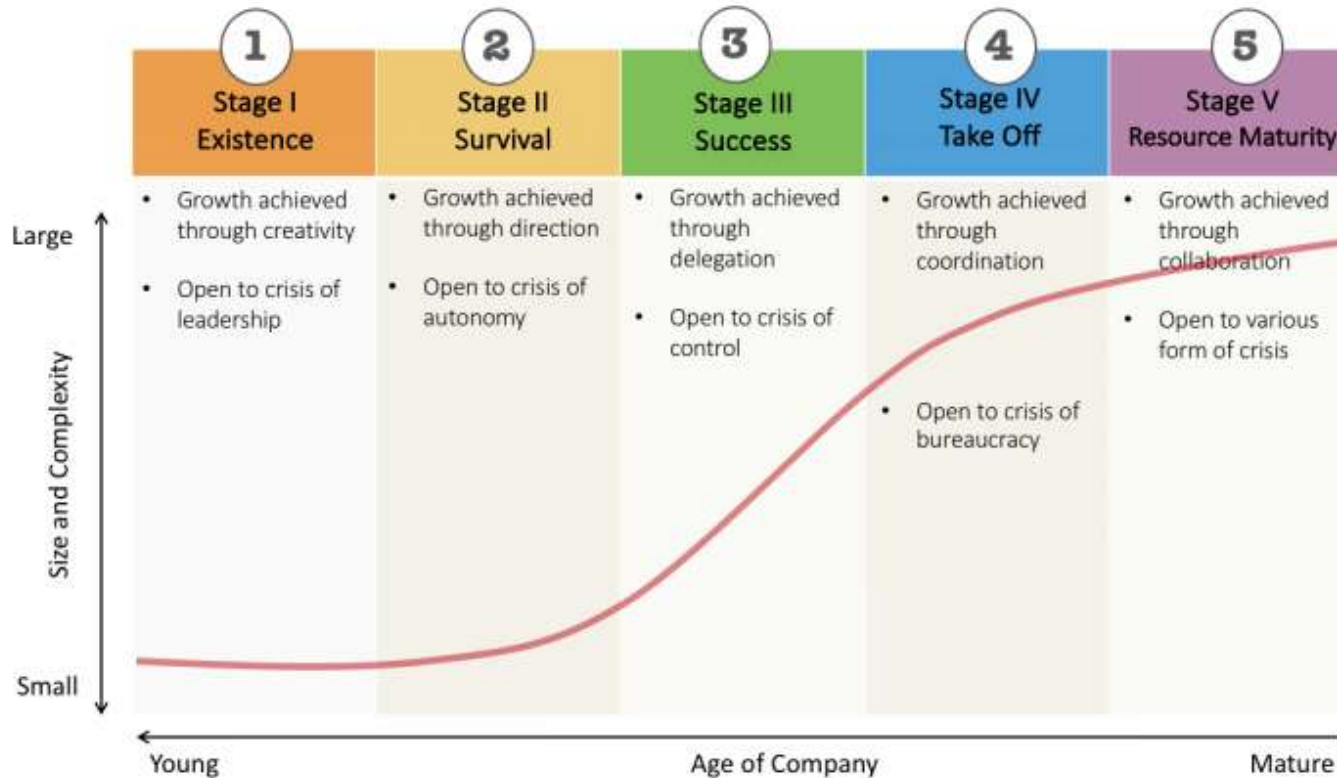 1
Stage I
Existence
2
Stage II
Survival
3
Stage III
Success
4
Stage IV
Take Off
5
Stage V
Resource Maturity
• Growth achieved
through creativity
• Open to crisis of
leadership
• Growth achieved
through direction
• Open to crisis of
autonomy
• Growth achieved
through
delegation
• Open to crisis of
control
• Growth achieved
through
coordination
• Open to crisis of
bureaucracy
• Growth achieved
through
collaboration
• Open to various
form of crisis
Large
Size and Complexity
Small
Young
Age of Company
Mature